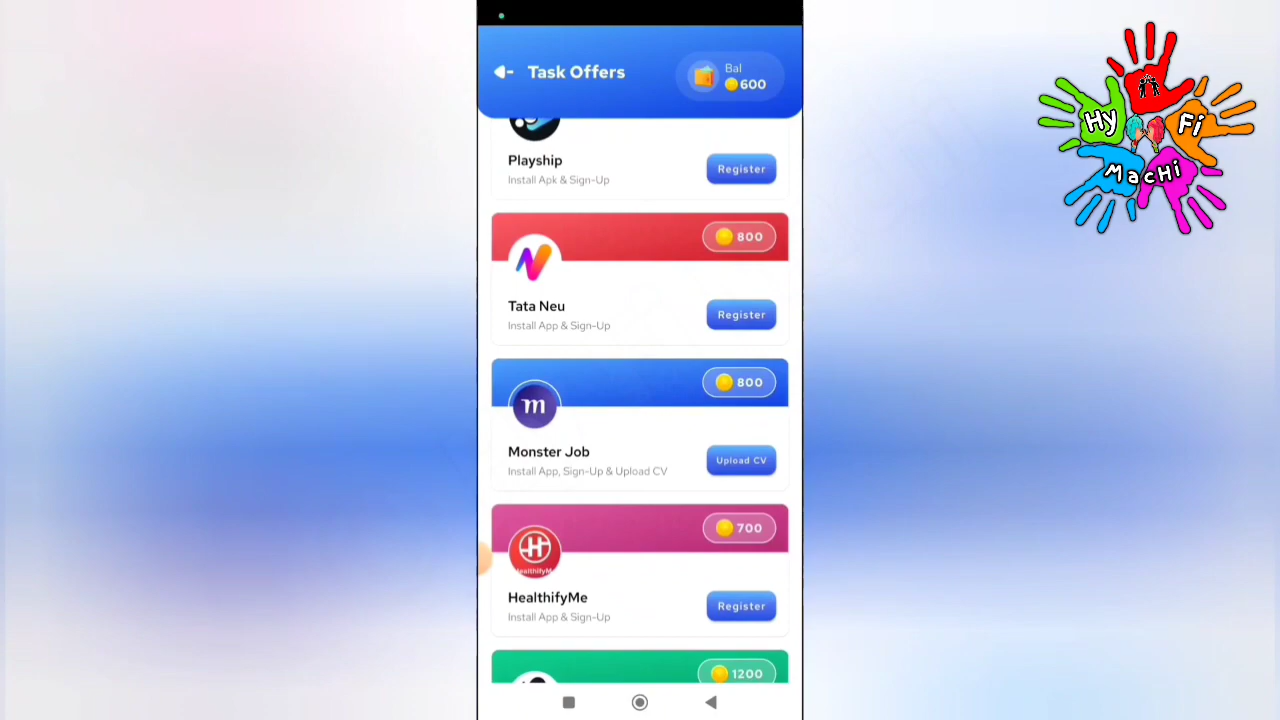 Task Offers
Bal
600
Playship
Install Apk & Sign-Up
Register
800
Tata Neu
Install App & Sign-Up
Register
800
m
Monster Job
Install App, Sign-Up & Upload CV
Upload CV
700
H
HealthifyMe
HealthifyMe
Install App & Sign-Up
Register
1200
Hy Fi
MacHi